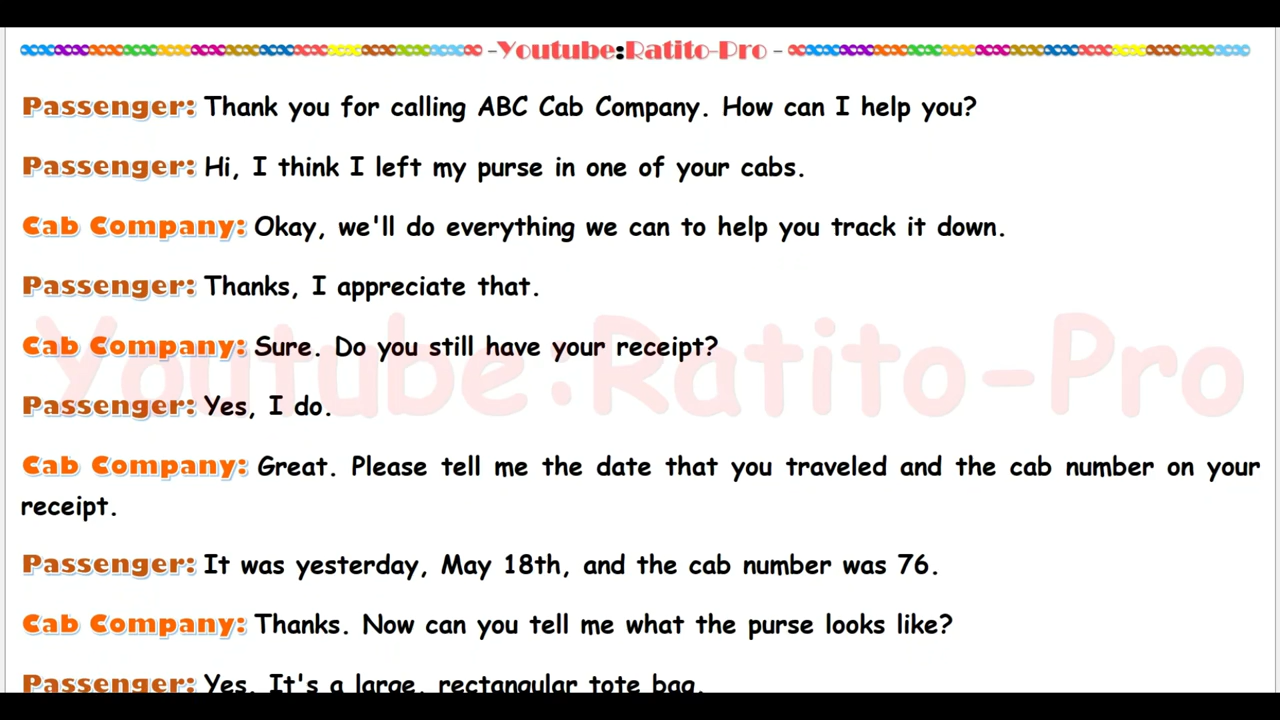 -Youtube:Ratito-Pro -
Passenger: Thank you for calling ABC Cab Company. How can I help you?
Passenger: Hi, I think I left my purse in one of your cabs.
Cab Company: Okay, we'll do everything we can to help you track it down.
Passenger: Thanks, I appreciate that.
Cab Company: Sure. Do you still have your receipt?
Youtube:Ratito-Pro
Passenger: Yes, I do.
Cab Company: Great. Please tell me the date that you traveled and the cab number on your
receipt.
Passenger: It was yesterday, May 18th, and the cab number was 76.
Cab Company: Thanks. Now can you tell me what the purse looks like?
Passenger: Yes. It's a large, rectangular tote bag.